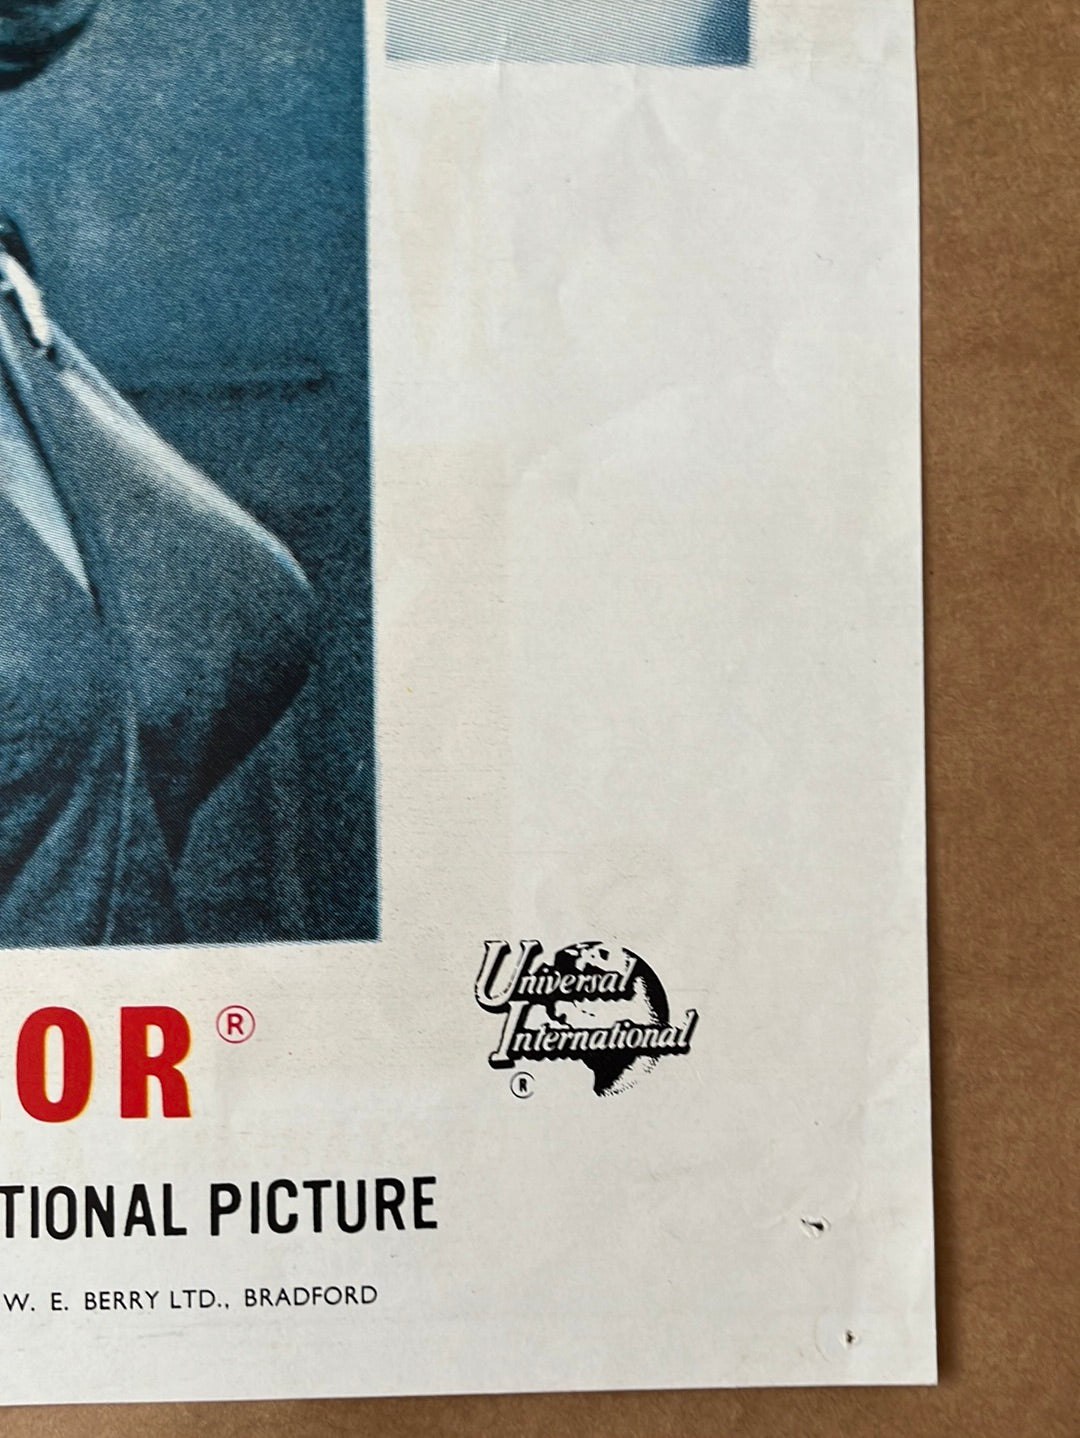 OR®
Universal
International
®
TIONAL PICTURE
W. E. BERRY LTD., BRADFORD